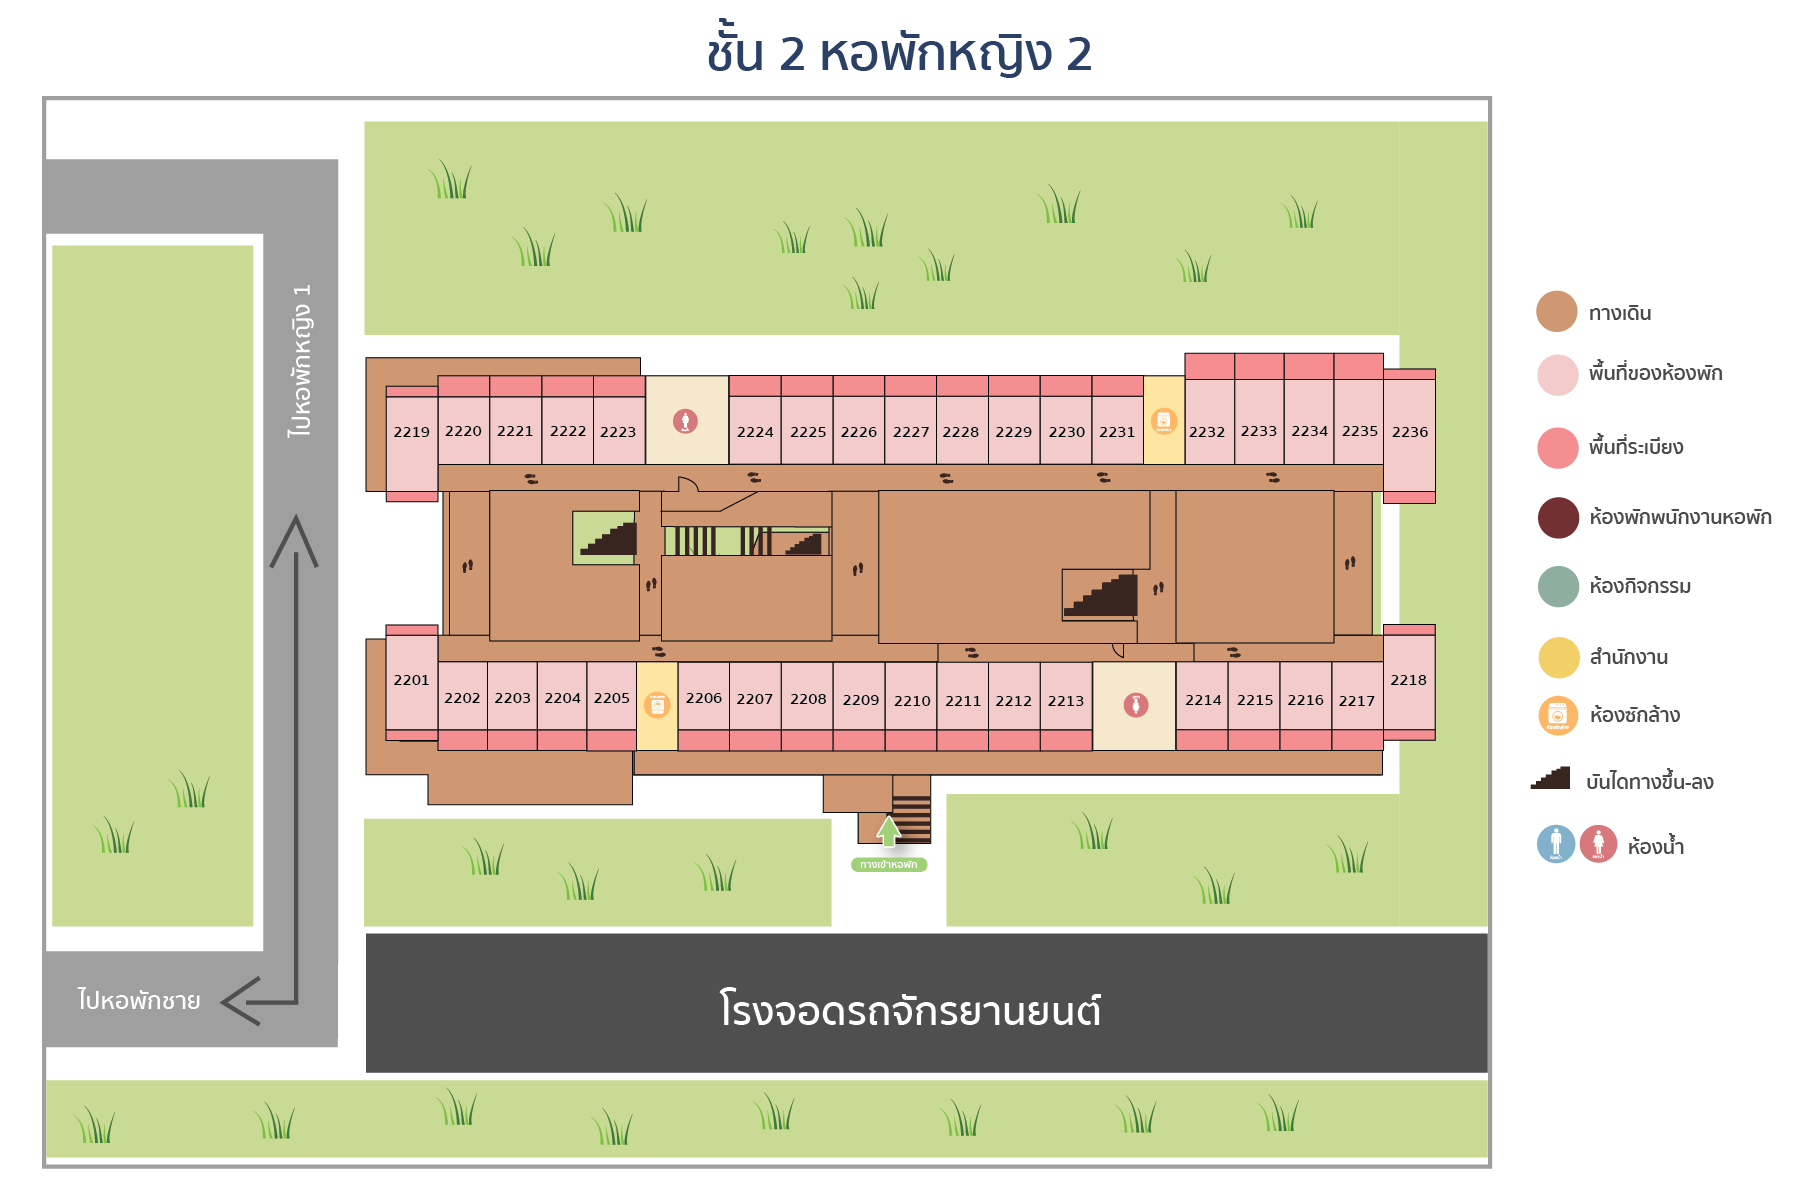 ชั้น 2 หอพักหญิง 2
ไปหอพักหญิง 1
2219 2220 2221 2222 2223 2224 2225 2226 2227 2228 2229 2230 2231 2232 2233 2234 2235 2236
2201 2202 2203 2204 2205 2206 2207 2208 2209 2210 2211 2212 2213 2214 2215 2216 2217 2218
ทางเข้าหอพัก
ไปหอพักชาย
โรงจอดรถจักรยานยนต์
ทางเดิน
พื้นที่ของห้องพัก
พื้นที่ระเบียง
ห้องพักพนักงานหอพัก
ห้องกิจกรรม
สำนักงาน
ห้องซักล้าง
บันไดทางขึ้น-ลง
ห้องน้ำ